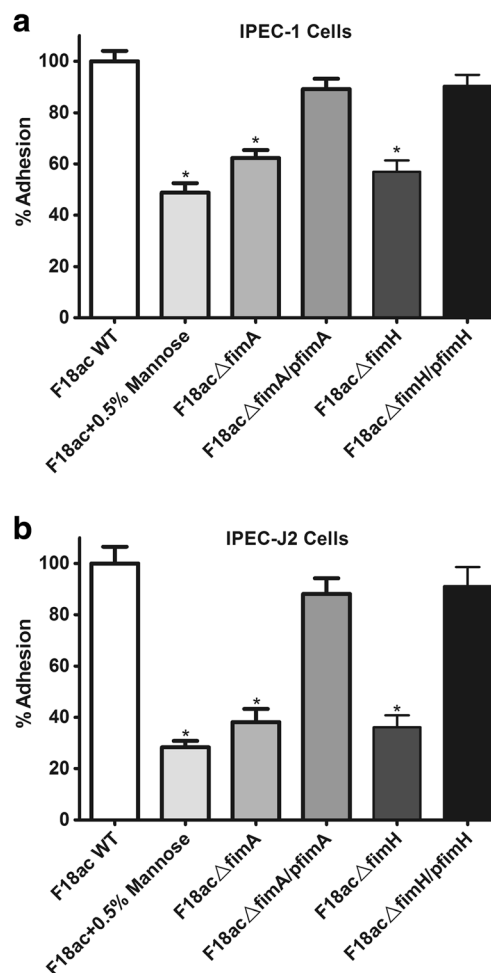 a
IPEC-1 Cells
% Adhesion
100
80
60
40
20
0
*
*
*
F18ac WT
F18ac+0.5% Mannose
F18ac△fimA
F18ac△fimA/pfimA
F18ac△fimH
F18ac△fimH/pfimH
b
IPEC-J2 Cells
% Adhesion
100
80
60
40
20
0
*
*
*
F18ac WT
F18ac+0.5% Mannose
F18ac△fimA
F18ac△fimA/pfimA
F18ac△fimH
F18ac△fimH/pfimH